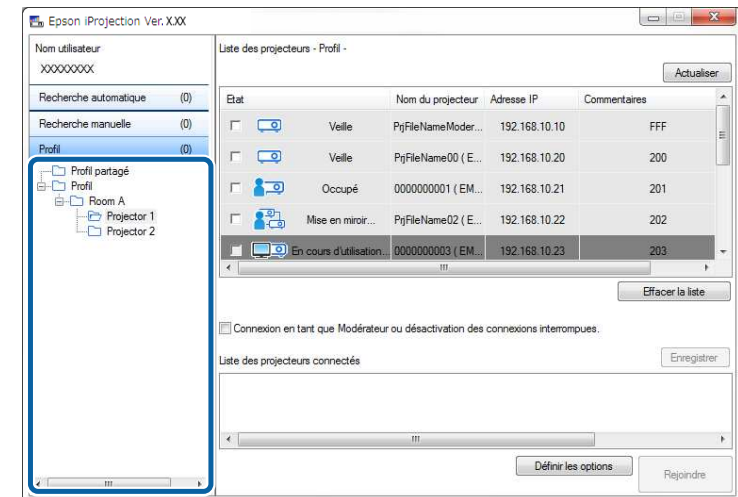 Epson iProjection Ver. X.XX
Nom utilisateur
XXXXXXXX
Recherche automatique (0)
Recherche manuelle (0)
Profil (0)
Profil partagé
Profil
Room A
Projector 1
Projector 2
Liste des projecteurs - Profil -
Actualiser
Etat Nom du projecteur Adresse IP Commentaires
Veille PrjFileNameModer... 192.168.10.10 FFF
Veille PrjFileName00 ( E... 192.168.10.20 200
Occupé 0000000001 ( EM... 192.168.10.21 201
Mise en miroir... PrjFileName02 ( E... 192.168.10.22 202
En cours d'utilisation... 0000000003 ( EM... 192.168.10.23 203
Effacer la liste
Connexion en tant que Modérateur ou désactivation des connexions interrompues.
Liste des projecteurs connectés
Enregistrer
Définir les options
Rejoindre